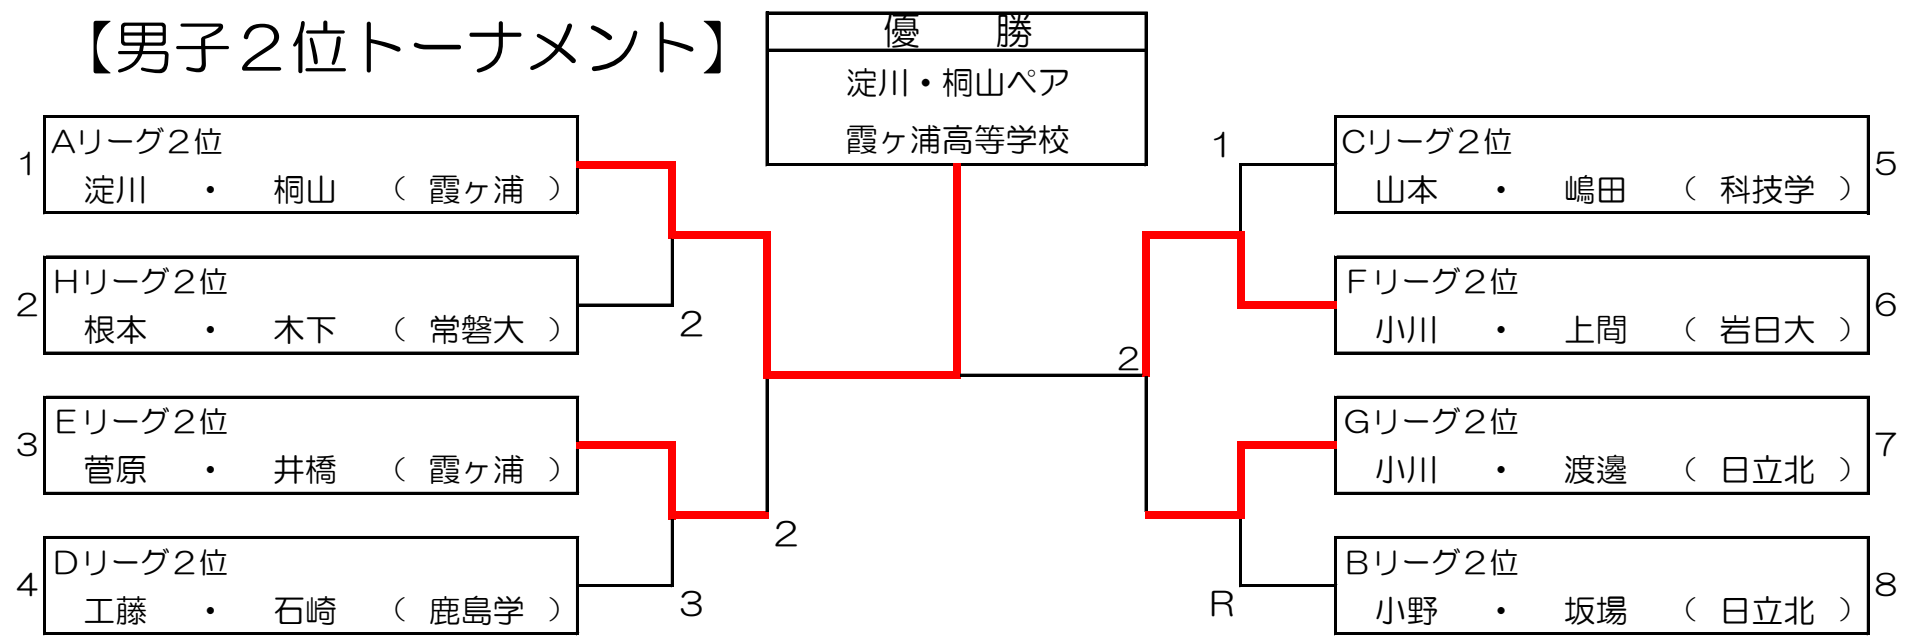 【男子２位トーナメント】
優　勝
淀川・桐山ペア
霞ヶ浦高等学校
1
Aリーグ２位
淀川 ・ 桐山 （ 霞ヶ浦 ）
2
Hリーグ２位
根本 ・ 木下 （ 常磐大 ）
2
3
Eリーグ２位
菅原 ・ 井橋 （ 霞ヶ浦 ）
2
4
Dリーグ２位
工藤 ・ 石崎 （ 鹿島学 ）
3
1
Cリーグ２位
山本 ・ 嶋田 （ 科技学 ）
5
2
Fリーグ２位
小川 ・ 上間 （ 岩日大 ）
6
Gリーグ２位
小川 ・ 渡邊 （ 日立北 ）
7
R
Bリーグ２位
小野 ・ 坂場 （ 日立北 ）
8